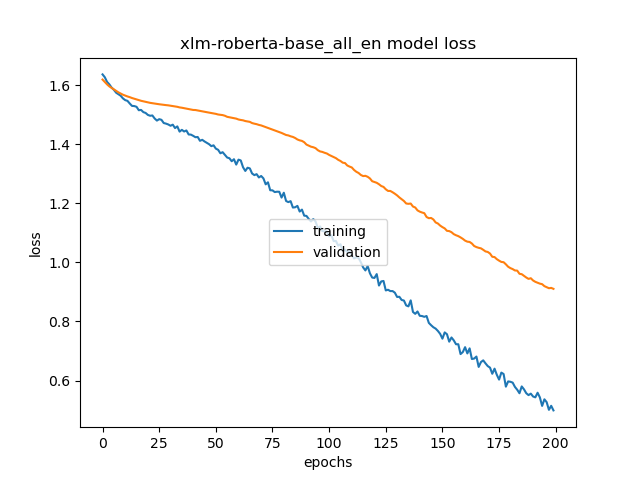 xlm-roberta-base_all_en model loss
1.6
1.4
1.2
1.0
0.8
0.6
loss
training
validation
0 25 50 75 100 125 150 175 200
epochs